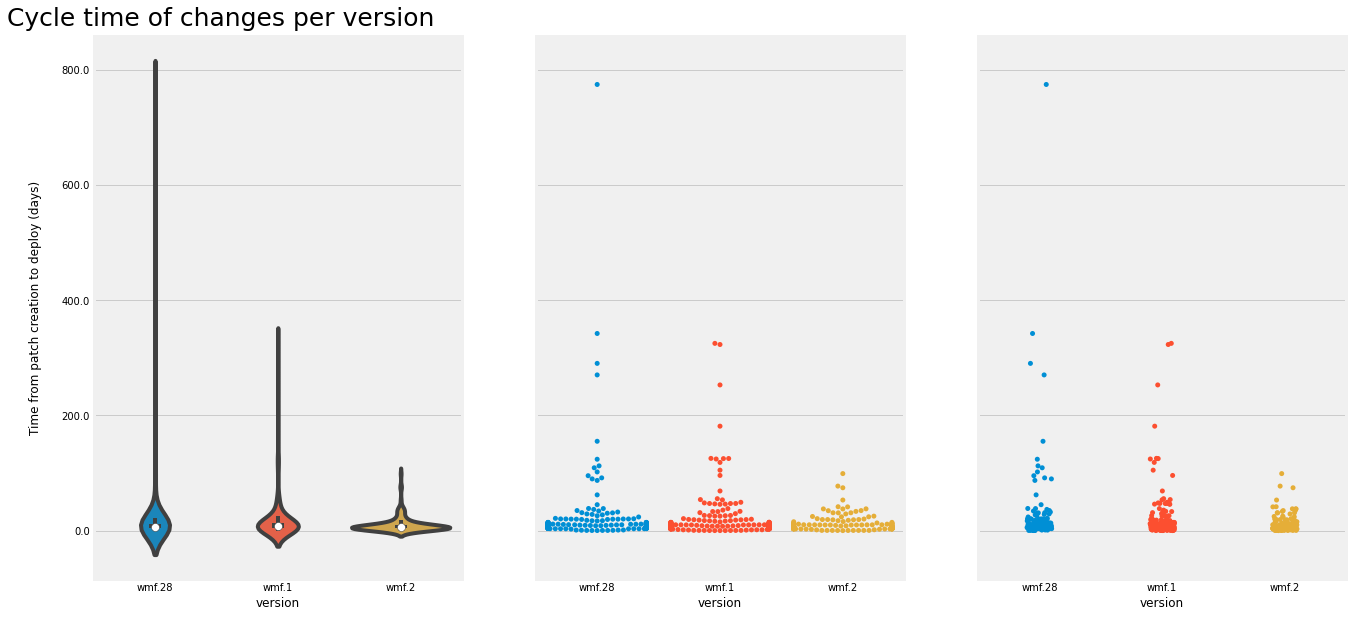 Cycle time of changes per version
Time from patch creation to deploy (days)
800.0
600.0
400.0
200.0
0.0
wmf.28 wmf.1 wmf.2
version
wmf.28 wmf.1 wmf.2
version
wmf.28 wmf.1 wmf.2
version